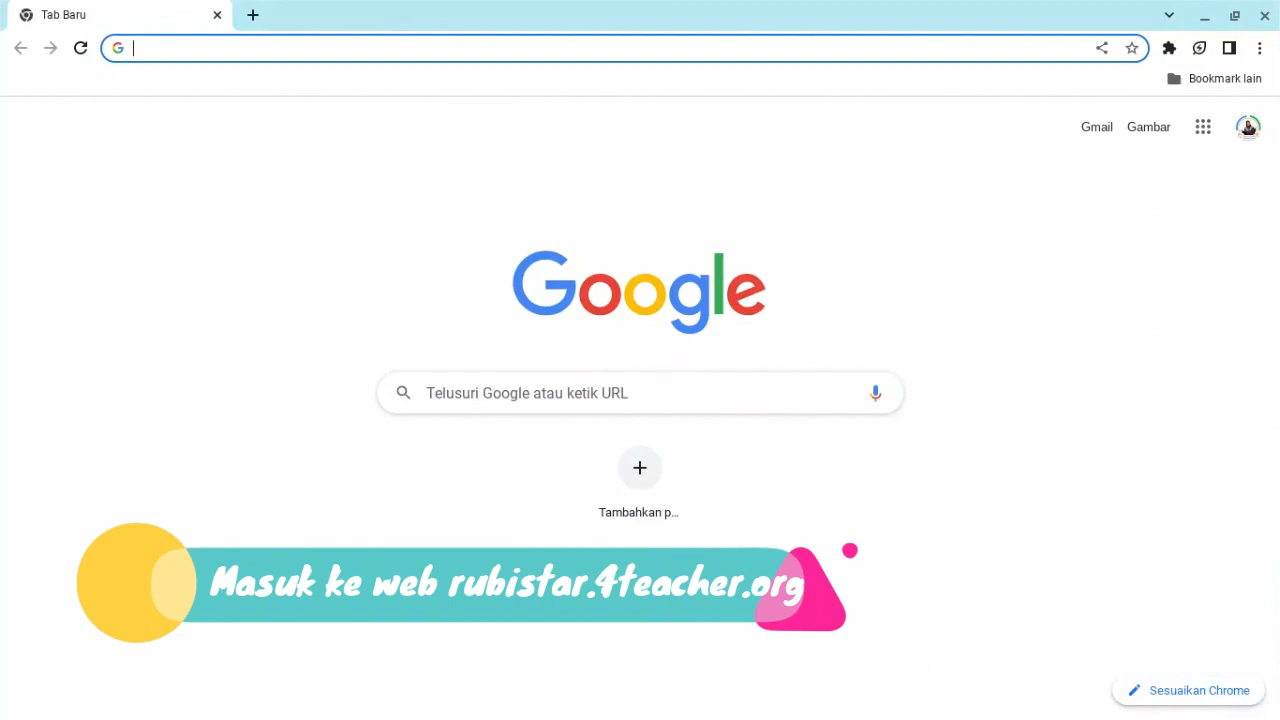 Tab Baru
Bookmark lain
Gmail Gambar
Google
Telusuri Google atau ketik URL
Tambahkan p...
Masuk ke web rubistar.4teacher.org
Sesuaikan Chrome